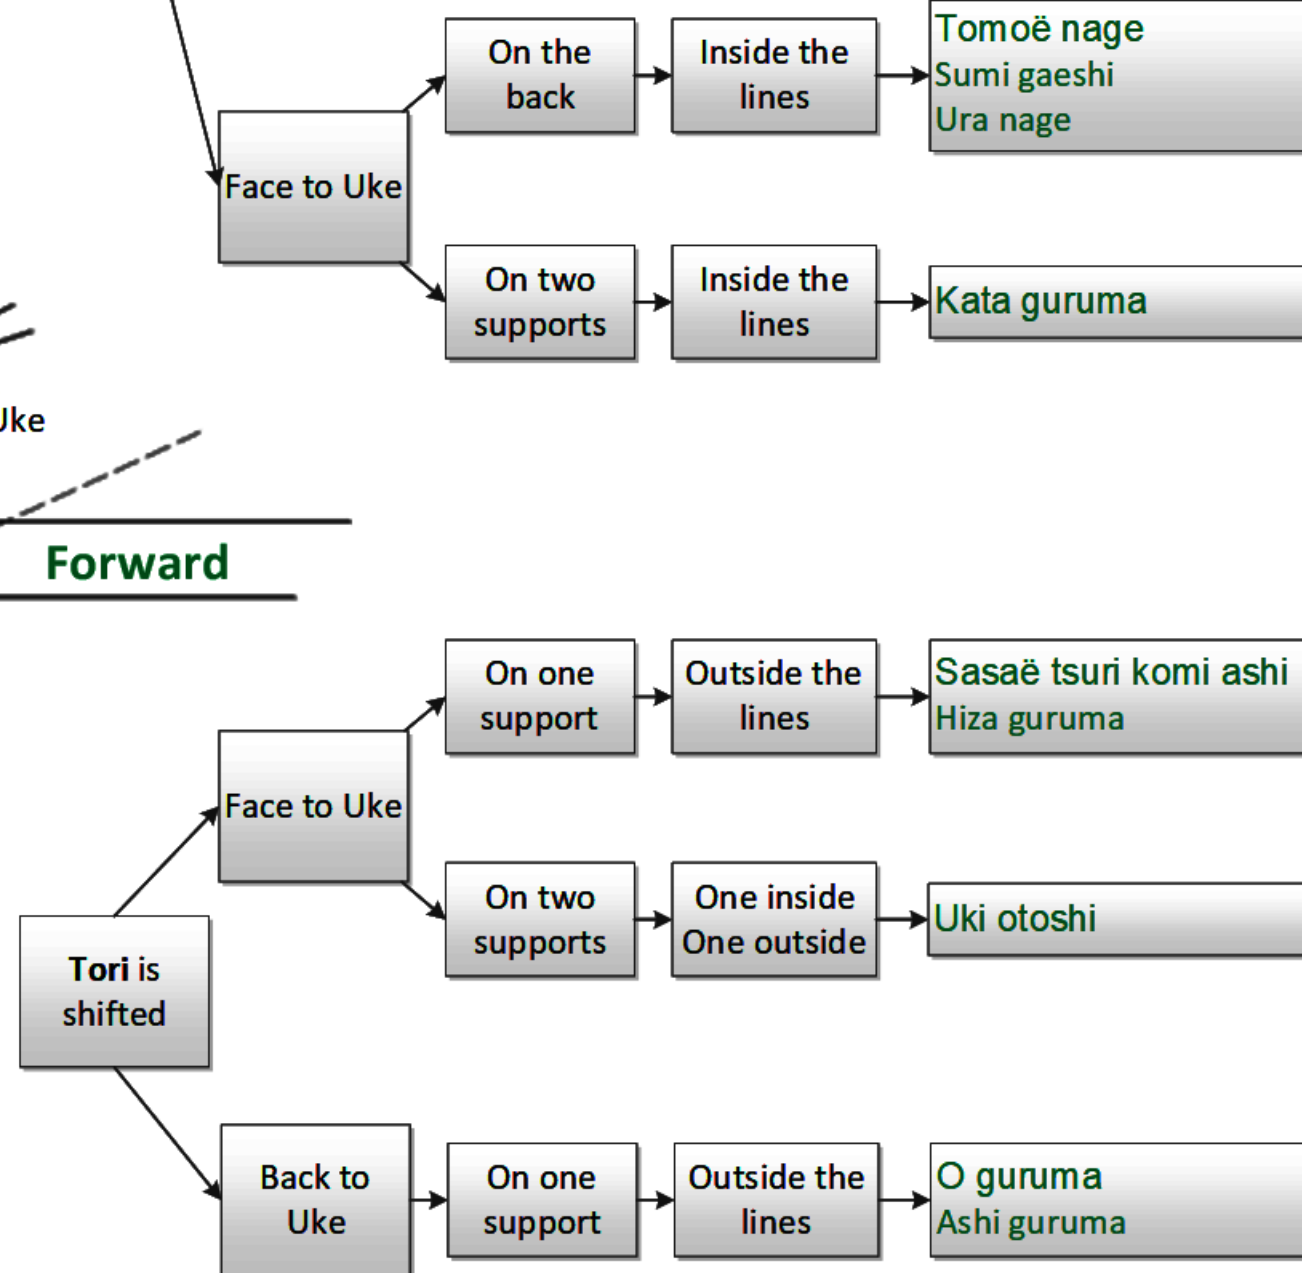 On the
back
Inside the
lines
Tomoë nage
Sumi gaeshi
Ura nage
Face to Uke
On two
supports
Inside the
lines
Kata guruma
Uke
Forward
On one
support
Outside the
lines
Sasaë tsuri komi ashi
Hiza guruma
Face to Uke
On two
supports
One inside
One outside
Uki otoshi
Tori is
shifted
Back to
Uke
On one
support
Outside the
lines
O guruma
Ashi guruma